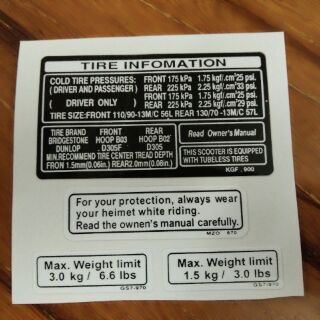 TIRE INFOMATION
COLD TIRE PRESSURES: FRONT 175 kPa 1.75 kgf/.cm²25 psi.
( DRIVER AND PASSENGER ) REAR 225 kPa 2.25 kgf/.cm²33 psi.
( DRIVER ONLY ) FRONT 175 kPa 1.75 kgf/.cm²25 psi.
REAR 225 kPa 2.25 kgf/.cm²29 psi.
TIRE SIZE:FRONT 110/90-13M/C 56L REAR 130/70 -13M/C 57L
TIRE BRAND FRONT REAR
BRIDGESTONE HOOP B03 HOOP B02
DUNLOP D305F D305
MIN.RECOMMEND TIRE CENTER TREAD DEPTH
FRON 1.5mm(0.06in.) REAR2.0mm(0.08in.)
Read Owner's Manual
THIS SCOOTER IS EQUIPPED
WITH TUBELESS TIRES
KGF. 900
For your protection, always wear
your heimet white riding.
Read the owner's manual carefully.
MZO 870
Max. Weight limit
3.0 kg / 6.6 lbs
GS7-970
Max. Weight limit
1.5 kg / 3.0 lbs
GS7-970